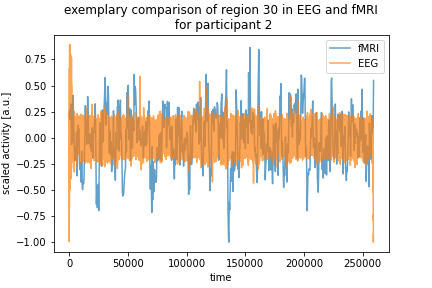 exemplary comparison of region 30 in EEG and fMRI
for participant 2
fMRI
EEG
scaled activity [a.u.]
0.75
0.50
0.25
0.00
−0.25
−0.50
−0.75
−1.00
0
50000
100000
150000
200000
250000
time